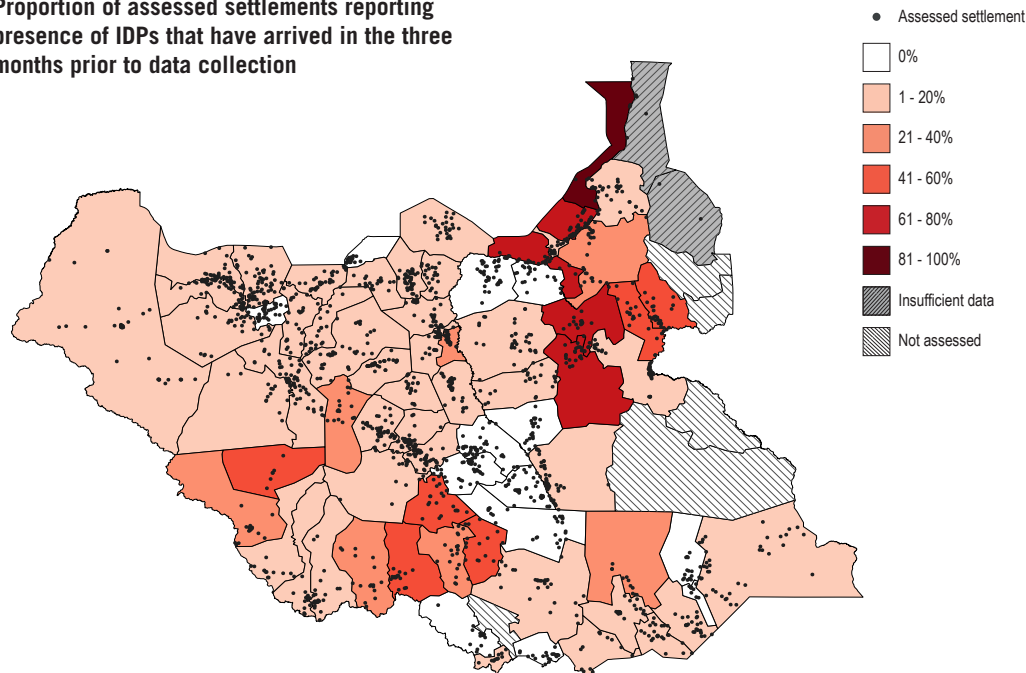 Proportion of assessed settlements reporting
presence of IDPs that have arrived in the three
months prior to data collection
Assessed settlement
0%
1 - 20%
21 - 40%
41 - 60%
61 - 80%
81 - 100%
Insufficient data
Not assessed